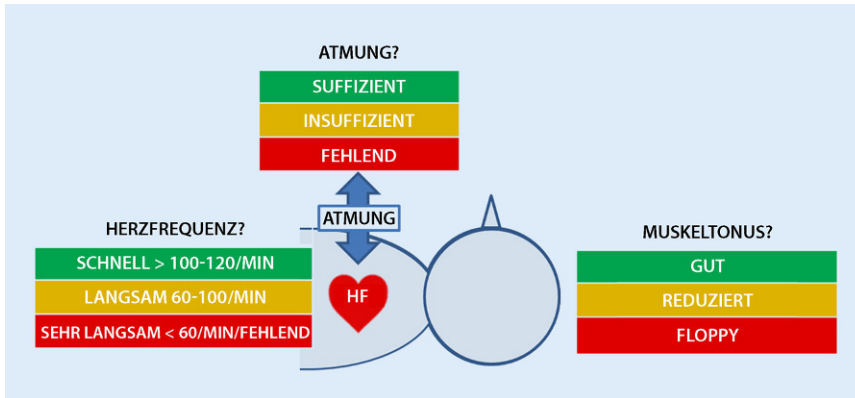 ATMUNG?
SUFFIZIENT
INSUFFIZIENT
FEHLEND
ATMUNG
HERZFREQUENZ?
SCHNELL > 100-120/MIN
LANGSAM 60-100/MIN
SEHR LANGSAM < 60/MIN/FEHLEND
HF
MUSKELTONUS?
GUT
REDUZIERT
FLOPPY